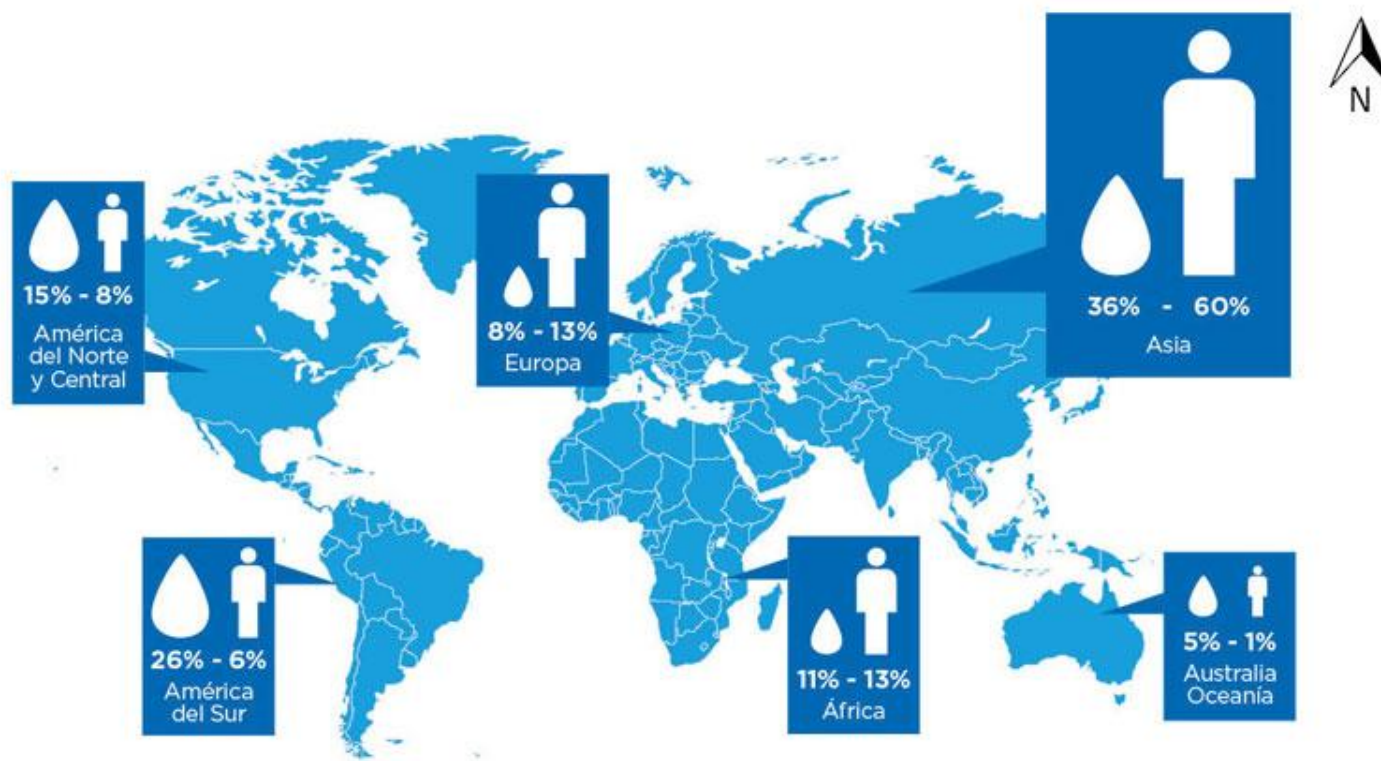 N
15% - 8%
América
del Norte
y Central
8% - 13%
Europa
36% - 60%
Asia
26% - 6%
América
del Sur
11% - 13%
África
5% - 1%
Australia
Oceanía